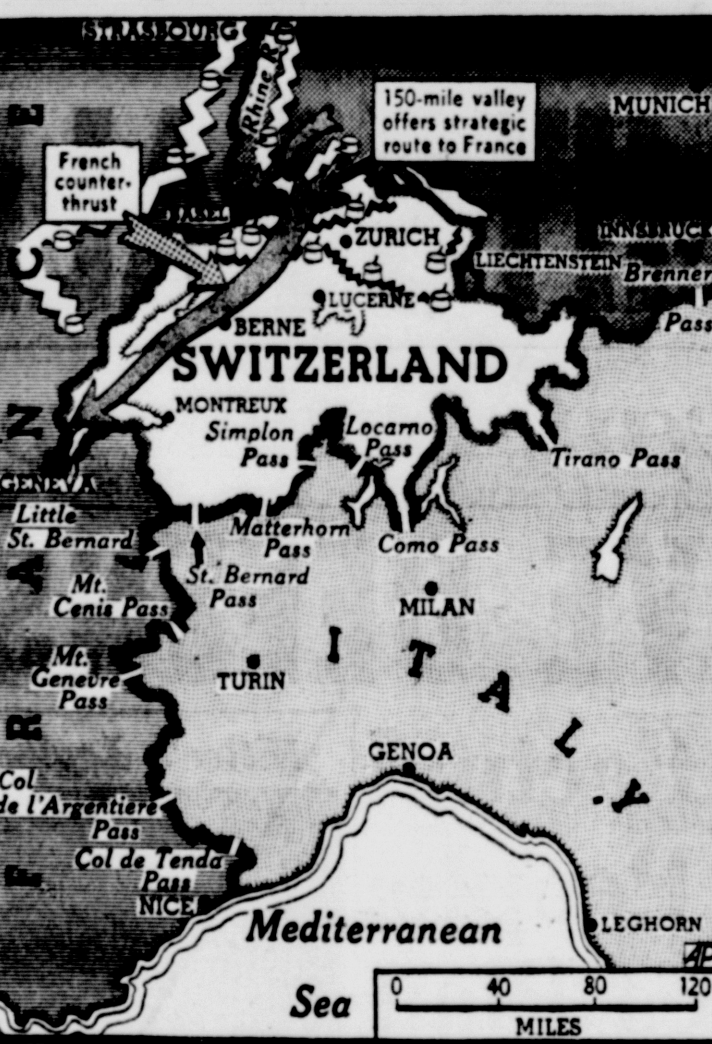 STRASBOURG
Rhine R.
150-mile valley
offers strategic
route to France
MUNICH
French
counter-
thrust
BASEL
ZURICH
INNSBRUCK
LIECHTENSTEIN
Brenner
Pass
LUCERNE
BERNE
SWITZERLAND
MONTREUX
Simplon
Pass
Locarno
Pass
Tirano Pass
GENEVA
Little
St. Bernard
Matterhorn
Pass
Como Pass
St. Bernard
Pass
Mt.
Cenis Pass
MILAN
Mt.
Genevre
Pass
TURIN
ITALY
GENOA
Col
de l'Argentiere
Pass
Col de Tenda
Pass
NICE
Mediterranean
Sea
LEGHORN
AP
0 40 80 120
MILES
E
C
N
A
R
F